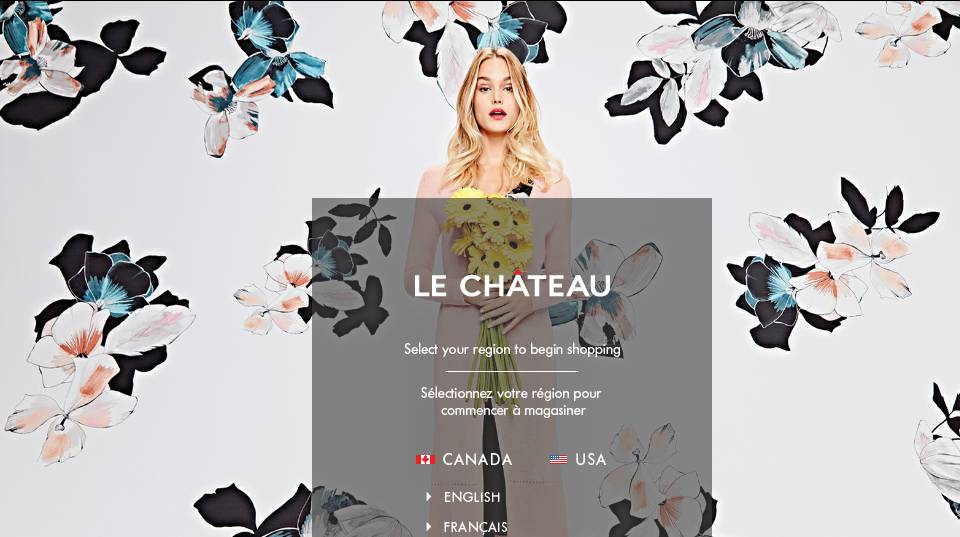 LE CHÂTEAU
Select your region to begin shopping
Sélectionnez votre région pour
commencer à magasiner
CANADA USA
ENGLISH
FRANÇAIS